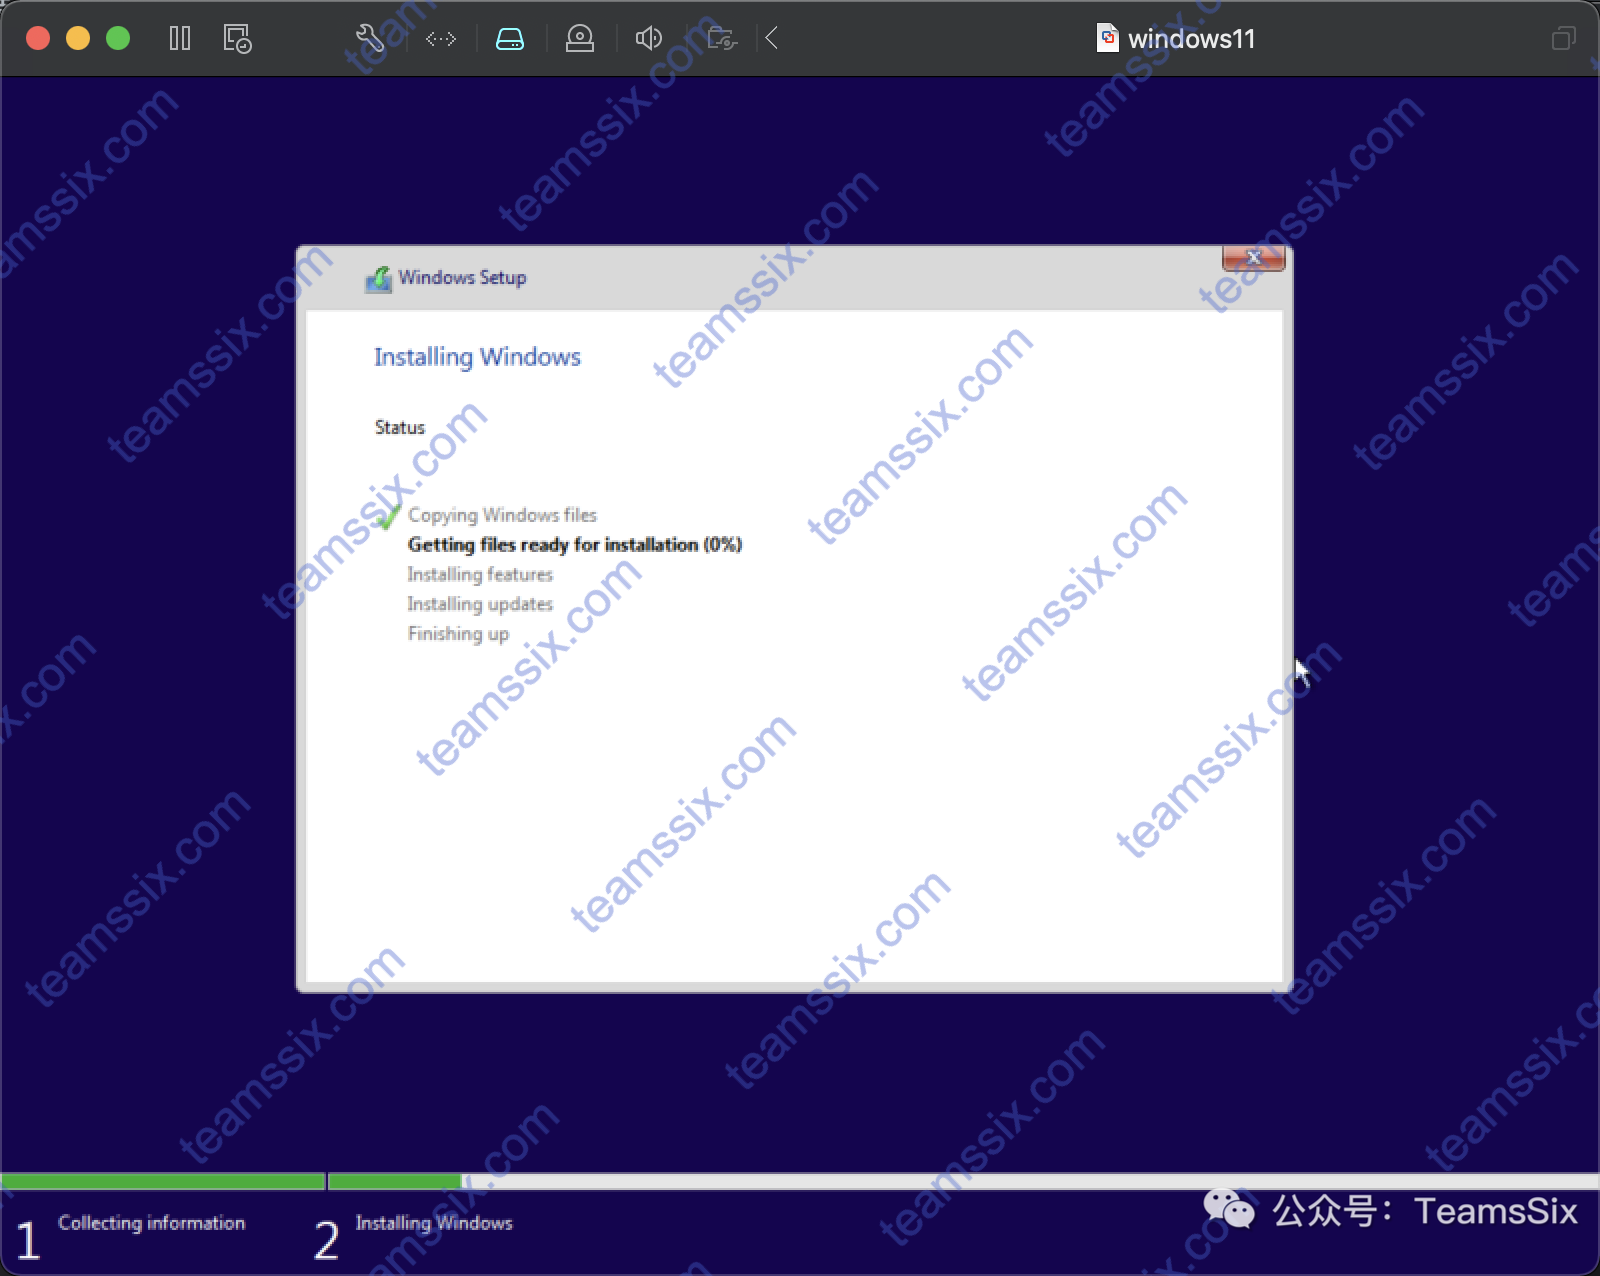 windows11
Windows Setup
Installing Windows
Status
Copying Windows files
Getting files ready for installation (0%)
Installing features
Installing updates
Finishing up
1 Collecting information
2 Installing Windows
公众号：TeamsSix
teamssix.com